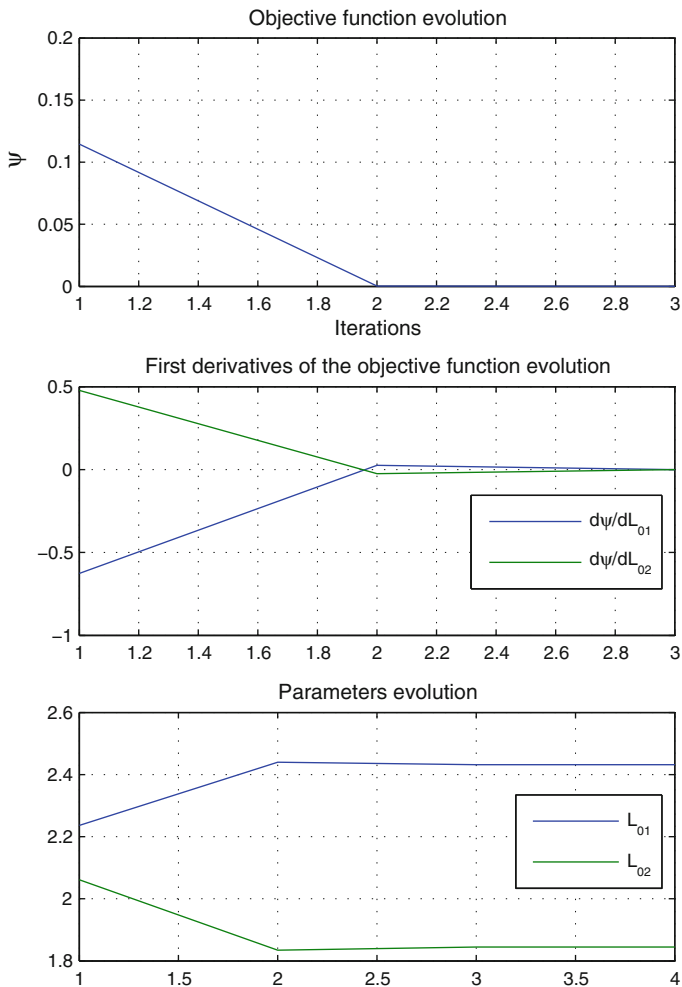 Objective function evolution
0.2
0.15
0.1
0.05
0
ψ
1 1.2 1.4 1.6 1.8 2 2.2 2.4 2.6 2.8 3
Iterations
First derivatives of the objective function evolution
0.5
0
−0.5
−1
dψ/dL01
dψ/dL02
1 1.2 1.4 1.6 1.8 2 2.2 2.4 2.6 2.8 3
Parameters evolution
2.6
2.4
2.2
2
1.8
L01
L02
1 1.5 2 2.5 3 3.5 4